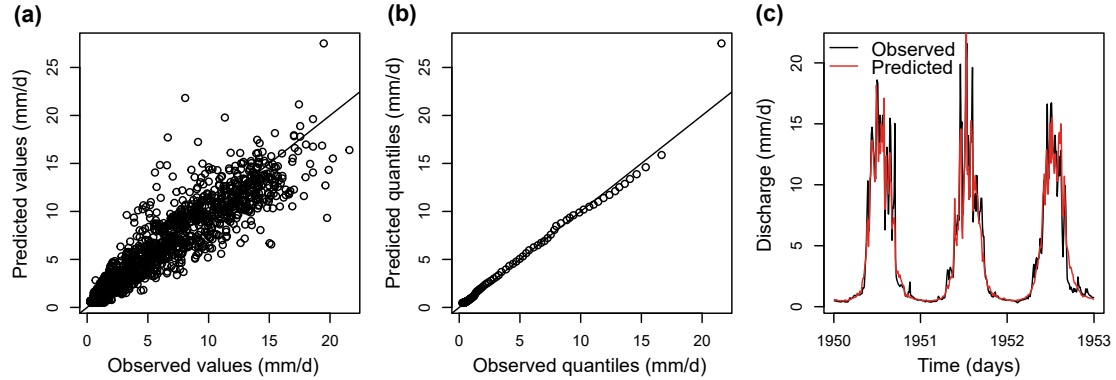 (a)
Predicted values (mm/d)
25
20
15
10
5
0
0 5 10 15 20
Observed values (mm/d)
(b)
Predicted quantiles (mm/d)
25
20
15
10
5
0
0 5 10 15 20
Observed quantiles (mm/d)
(c)
Observed
Predicted
Discharge (mm/d)
20
15
10
5
0
1950 1951 1952 1953
Time (days)